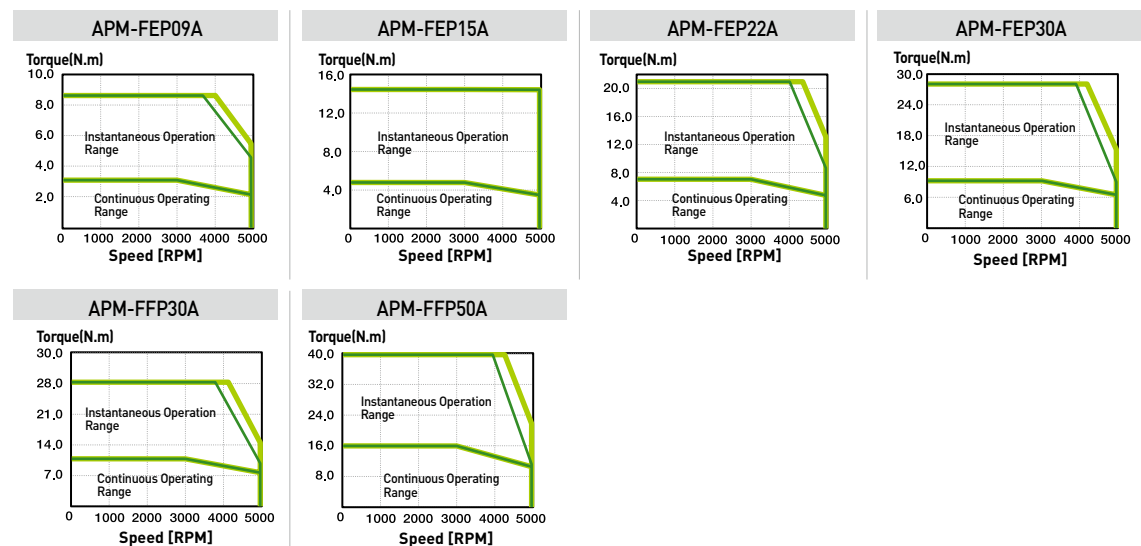 APM-FEP09A
Torque(N.m)
10,0
8,0
6,0
4,0
2,0
Instantaneous Operation
Range
Continuous Operating
Range
0 1000 2000 3000 4000 5000
Speed [RPM]
APM-FEP15A
Torque(N.m)
16,0
12,0
8,0
4,0
Instantaneous Operation
Range
Continuous Operating
Range
0 1000 2000 3000 4000 5000
Speed [RPM]
APM-FEP22A
Torque(N.m)
20,0
16,0
12,0
8,0
4,0
Instantaneous Operation
Range
Continuous Operating
Range
0 1000 2000 3000 4000 5000
Speed [RPM]
APM-FEP30A
Torque(N.m)
30,0
24,0
18,0
12,0
6,0
Instantaneous Operation
Range
Continuous Operating
Range
0 1000 2000 3000 4000 5000
Speed [RPM]
APM-FFP30A
Torque(N.m)
30,0
28,0
21,0
14,0
7,0
Instantaneous Operation
Range
Continuous Operating
Range
0 1000 2000 3000 4000 5000
Speed [RPM]
APM-FFP50A
Torque(N.m)
40,0
32,0
24,0
16,0
8,0
Instantaneous Operation
Range
Continuous Operating
Range
0 1000 2000 3000 4000 5000
Speed [RPM]